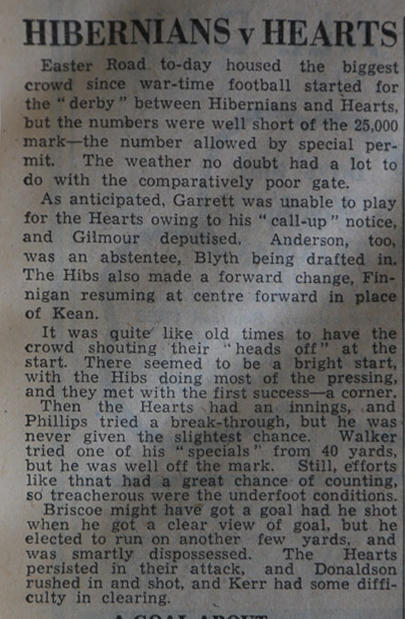 HIBERNIANS v HEARTS
Easter Road to-day housed the biggest
crowd since war-time football started for
the " derby " between Hibernians and Hearts,
but the numbers were well short of the 25,000
mark—the number allowed by special per-
mit. The weather no doubt had a lot to
do with the comparatively poor gate.
As anticipated, Garrett was unable to play
for the Hearts owing to his " call-up " notice,
and Gilmour deputised. Anderson, too,
was an absentee, Blyth being drafted in.
The Hibs also made a forward change, Fin-
nigan resuming at centre forward in place
of Kean.
It was quite like old times to have the
crowd shouting their " heads off " at the
start. There seemed to be a bright start,
with the Hibs doing most of the pressing,
and they met with the first success—a corner.
Then the Hearts had an innings, and
Phillips tried a break-through, but he was
never given the slightest chance. Walker
tried one of his " specials " from 40 yards,
but he was well off the mark. Still, efforts
like thnat had a great chance of counting,
so treacherous were the underfoot conditions.
Briscoe might have got a goal had he shot
when he got a clear view of goal, but he
elected to run on another few yards, and
was smartly dispossessed. The Hearts
persisted in their attack, and Donaldson
rushed in and shot, and Kerr had some diffi-
culty in clearing.
A GOAL ABOUT